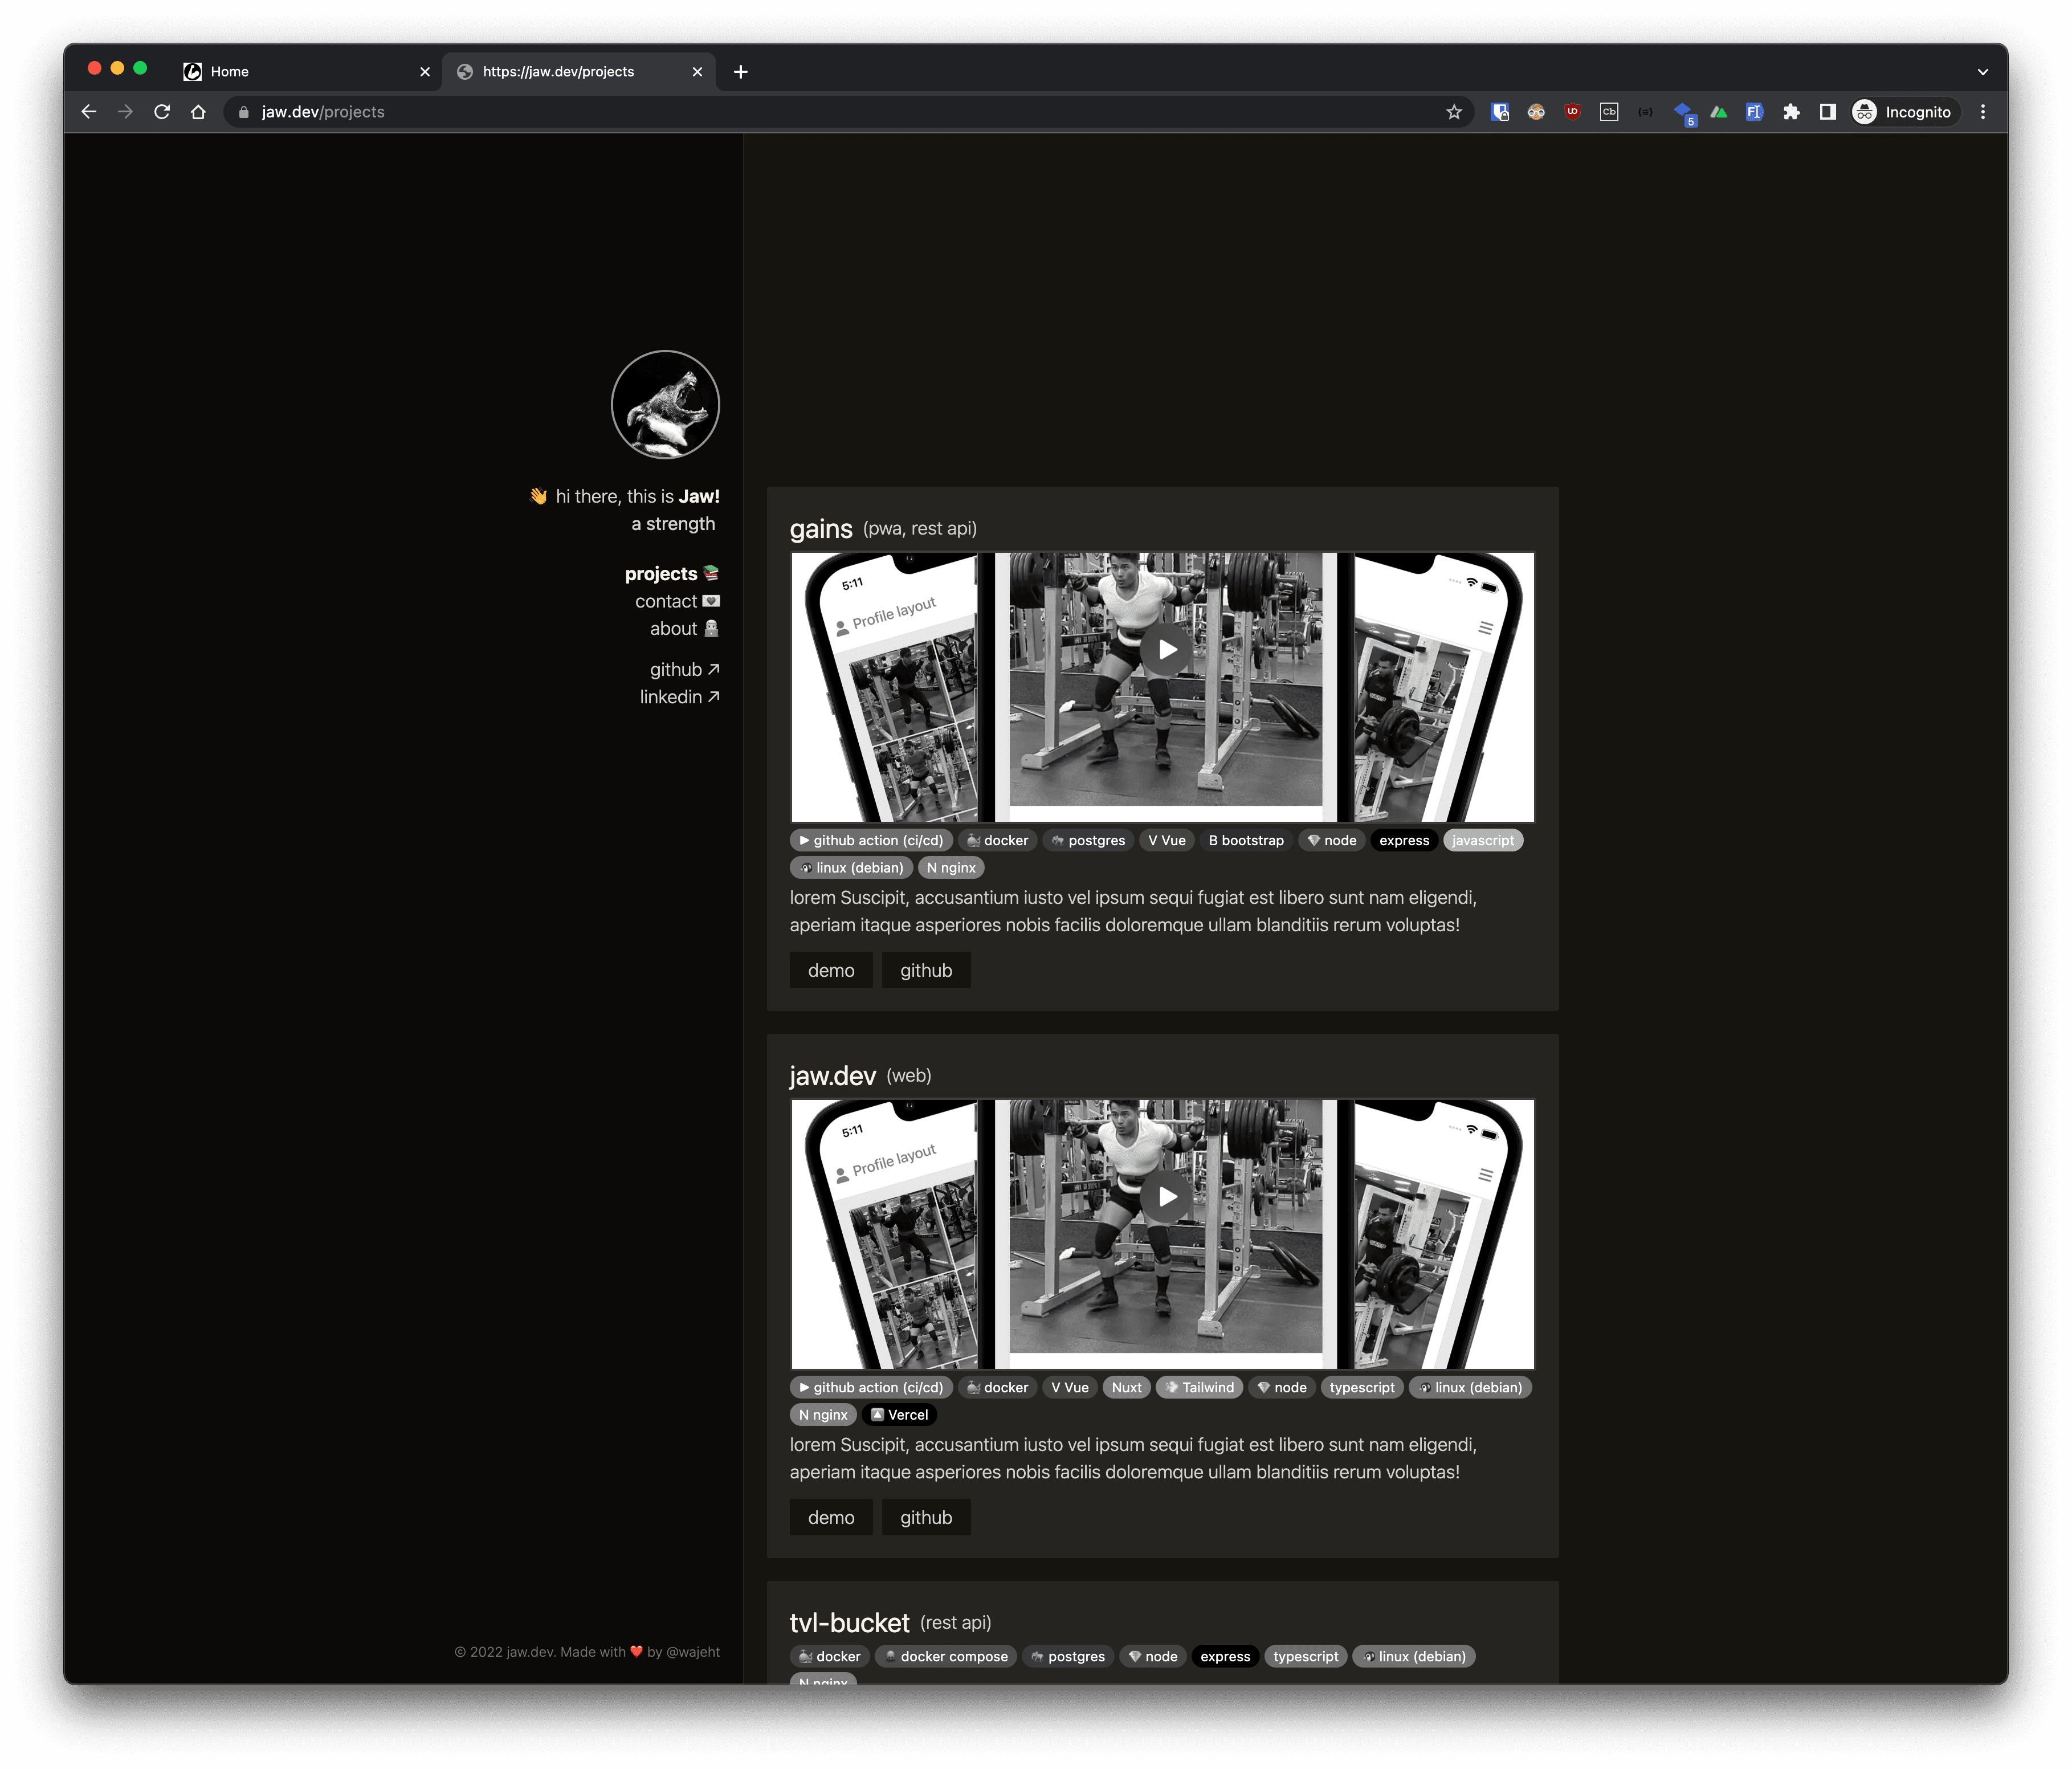 Home
https://jaw.dev/projects
jaw.dev/projects
Cb
5
Incognito
👋 hi there, this is Jaw!
a strength
projects 📚
contact 💌
about
github ↗
linkedin ↗
gains (pwa, rest api)
5:11
Profile layout
▶ github action (ci/cd) 🐳 docker 🐘 postgres V Vue B bootstrap 💎 node express javascript
🐧 linux (debian) N nginx
lorem Suscipit, accusantium iusto vel ipsum sequi fugiat est libero sunt nam eligendi,
aperiam itaque asperiores nobis facilis doloremque ullam blanditiis rerum voluptas!
demo github
jaw.dev (web)
5:11
Profile layout
▶ github action (ci/cd) 🐳 docker V Vue Nuxt Tailwind 💎 node typescript 🐧 linux (debian)
N nginx 🔼 Vercel
lorem Suscipit, accusantium iusto vel ipsum sequi fugiat est libero sunt nam eligendi,
aperiam itaque asperiores nobis facilis doloremque ullam blanditiis rerum voluptas!
demo github
tvl-bucket (rest api)
🐳 docker docker compose 🐘 postgres 💎 node express typescript 🐧 linux (debian)
N nginx
© 2022 jaw.dev. Made with ❤️ by @wajeht